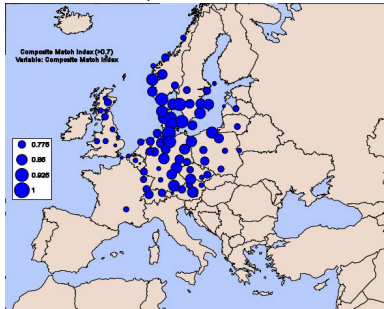 Composite Match Index (>0.7)
Variable: Composite Match Index
0.775
0.85
0.925
1